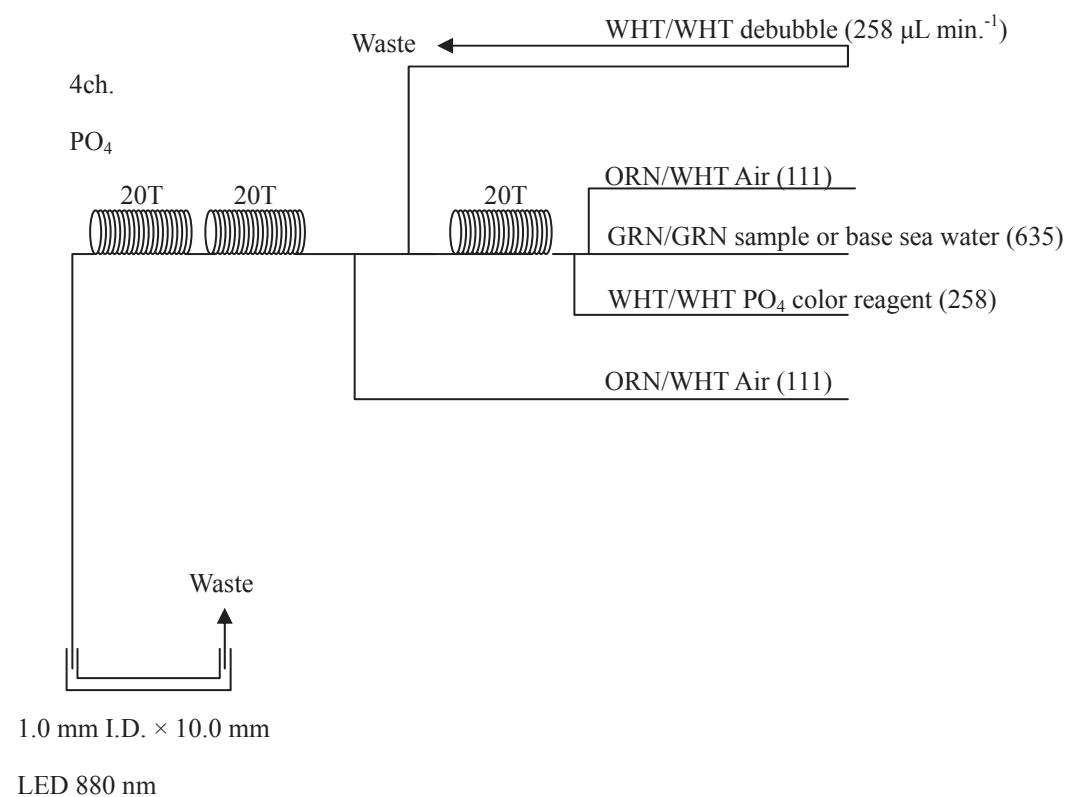 WHT/WHT debubble (258 μL min.⁻¹)
Waste
4ch.
PO₄
20T 20T 20T
ORN/WHT Air (111)
GRN/GRN sample or base sea water (635)
WHT/WHT PO₄ color reagent (258)
ORN/WHT Air (111)
Waste
1.0 mm I.D. × 10.0 mm
LED 880 nm